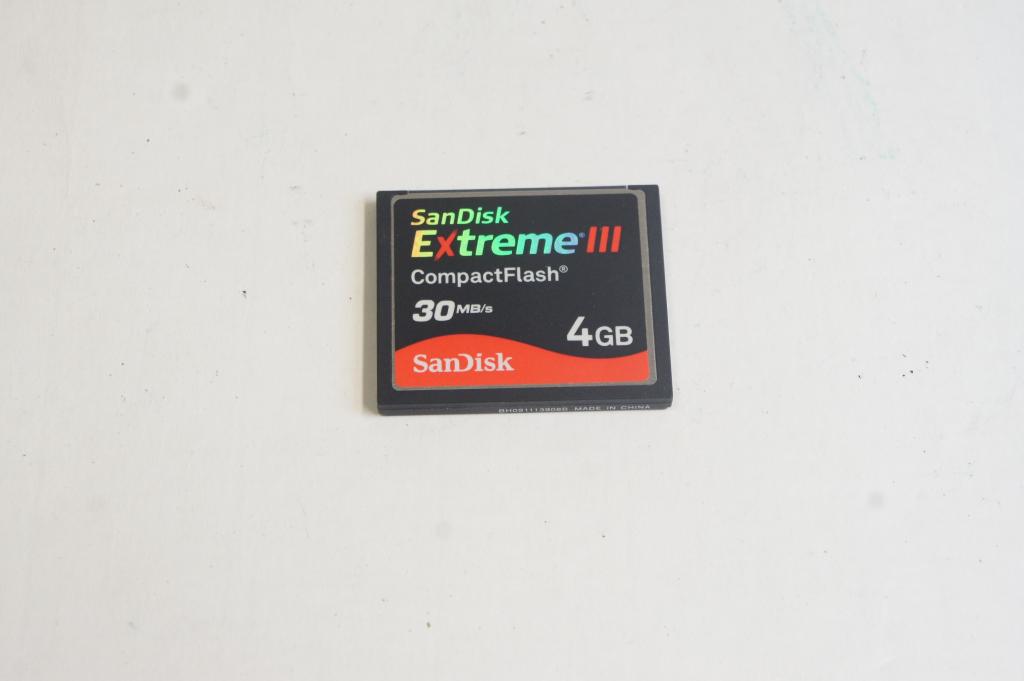 SanDisk
Extreme® III
CompactFlash®
30MB/s
4GB
SanDisk
MADE IN CHINA